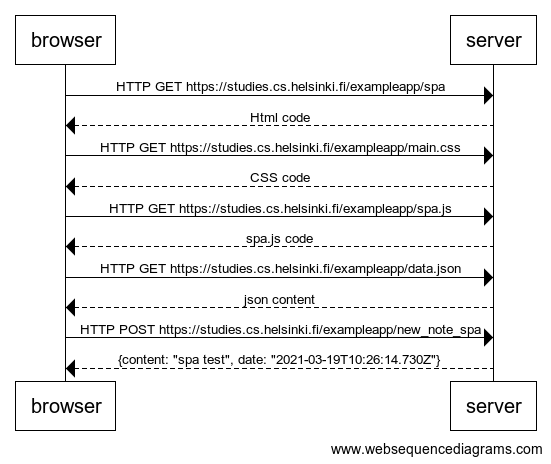 browser server
HTTP GET https://studies.cs.helsinki.fi/exampleapp/spa
Html code
HTTP GET https://studies.cs.helsinki.fi/exampleapp/main.css
CSS code
HTTP GET https://studies.cs.helsinki.fi/exampleapp/spa.js
spa.js code
HTTP GET https://studies.cs.helsinki.fi/exampleapp/data.json
json content
HTTP POST https://studies.cs.helsinki.fi/exampleapp/new_note_spa
{content: "spa test", date: "2021-03-19T10:26:14.730Z"}
browser server
www.websequencediagrams.com